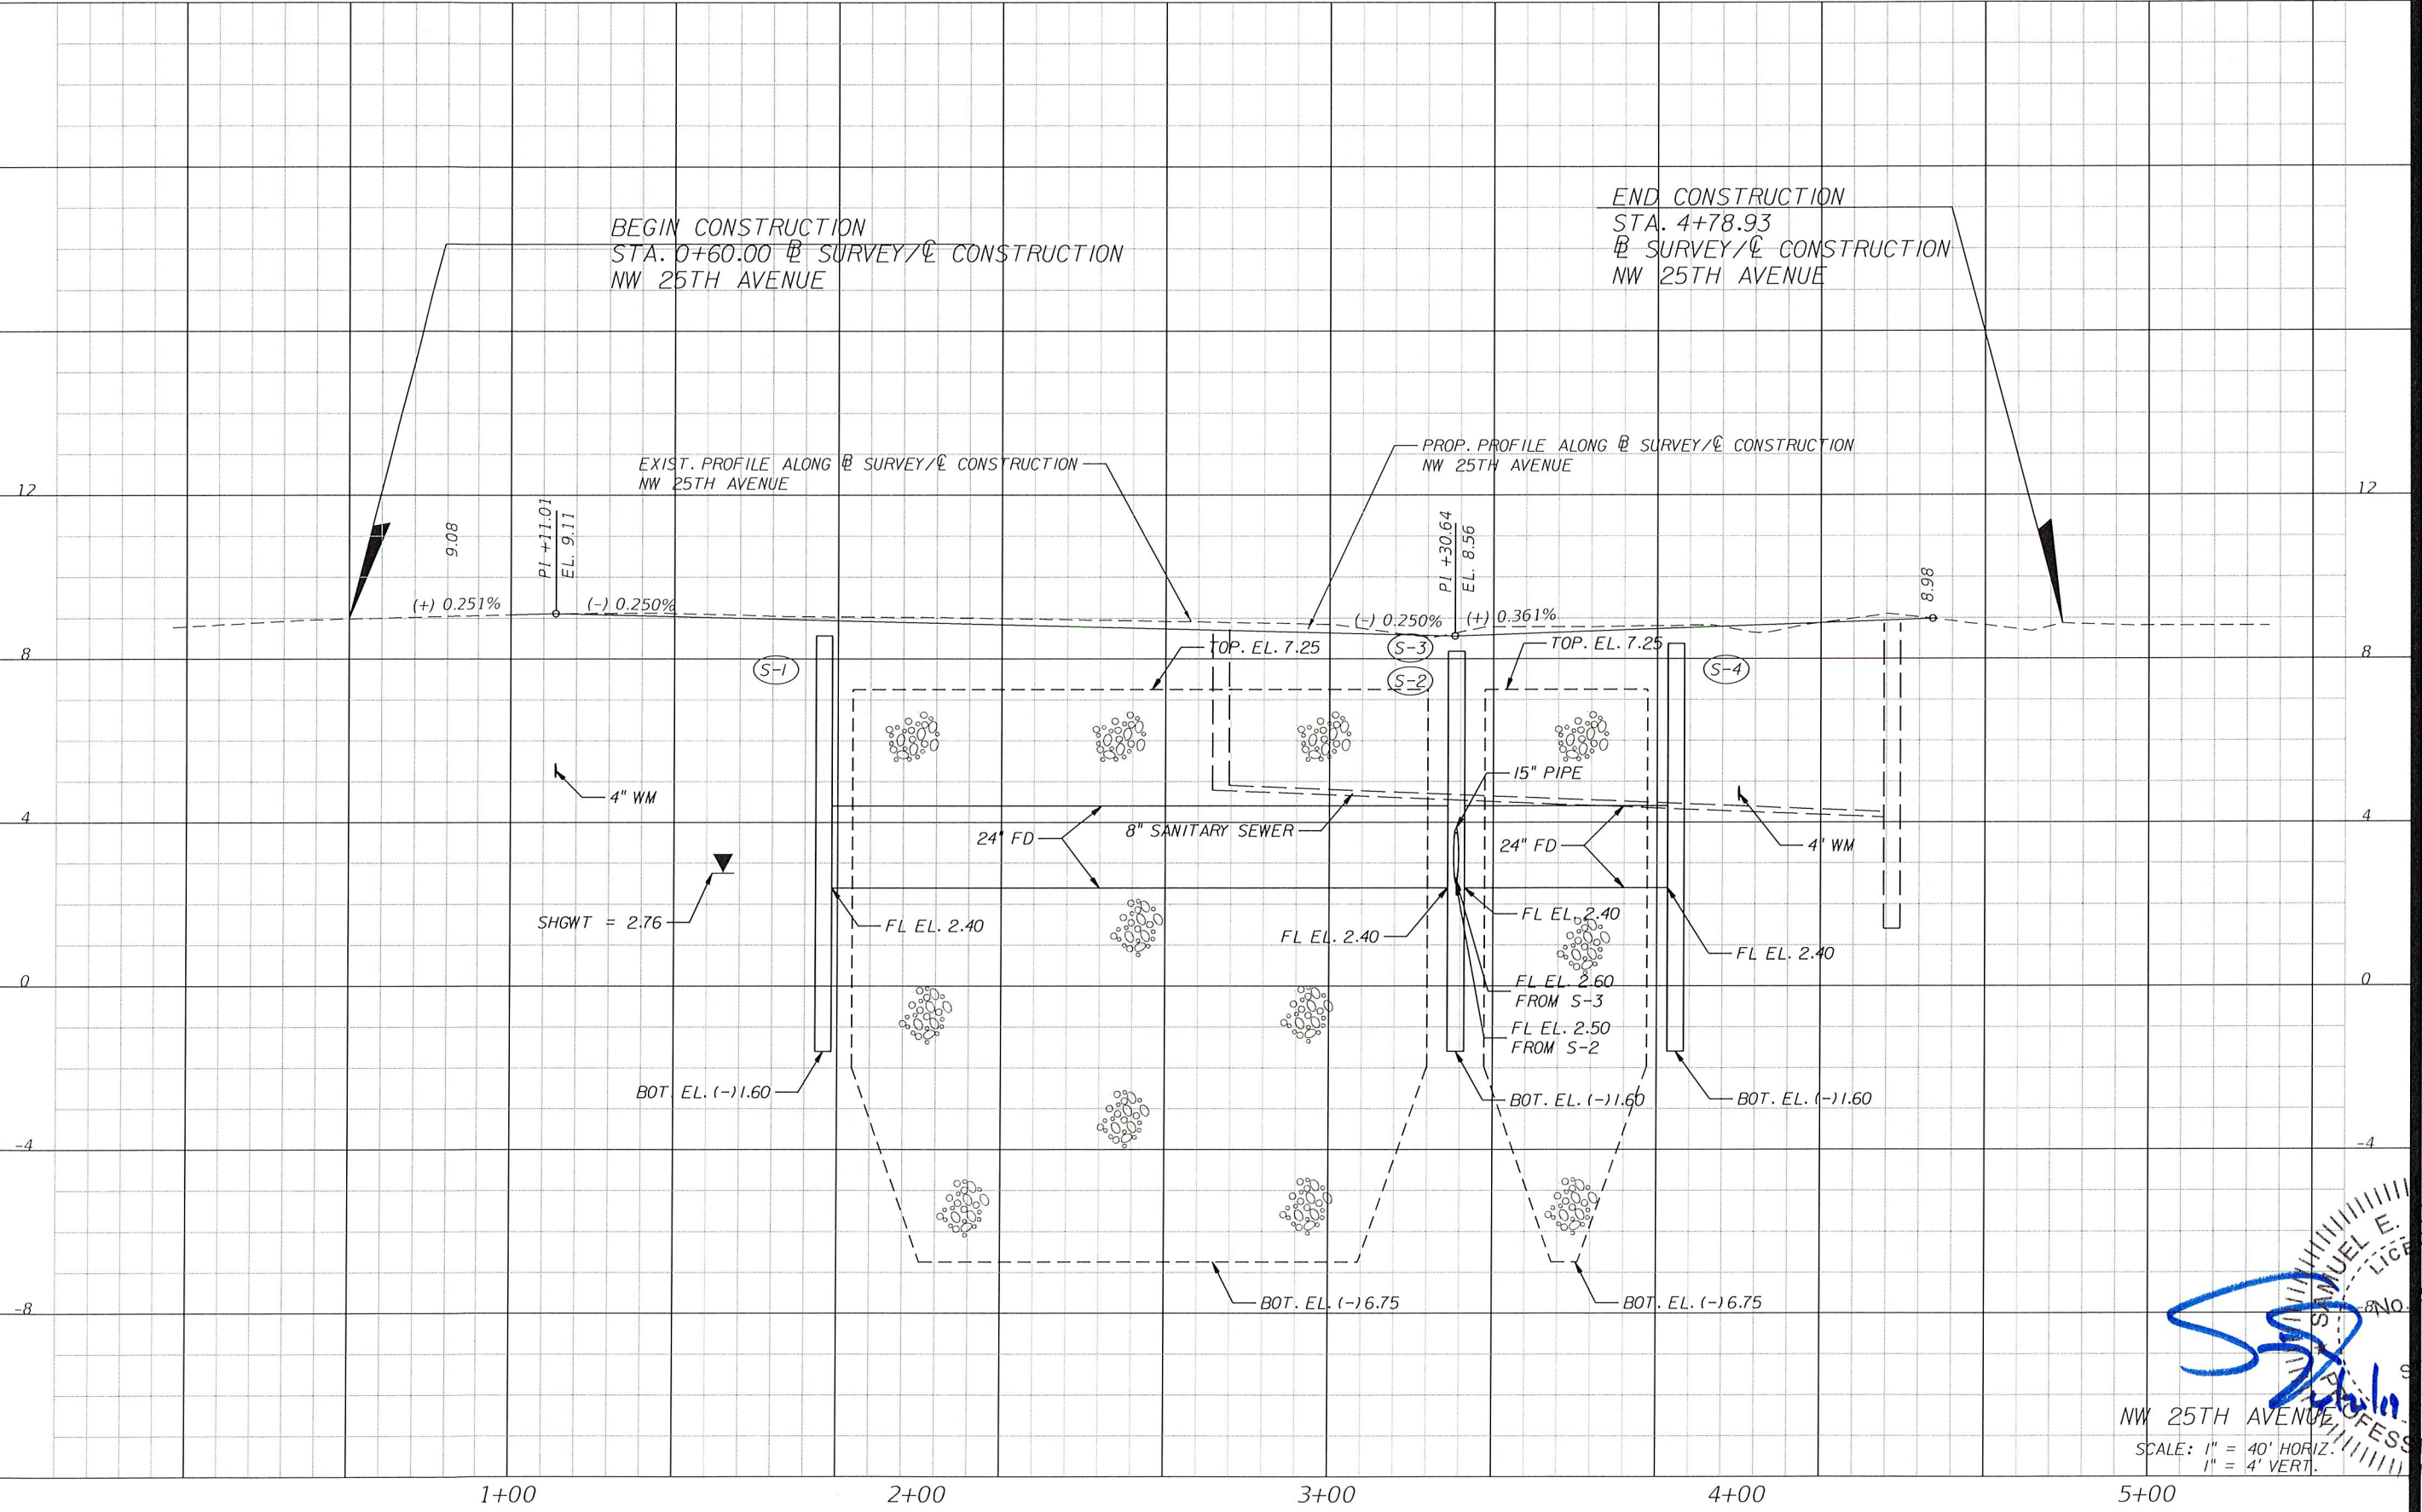 BEGIN CONSTRUCTION
STA. 0+60.00 ⅊ SURVEY/℄ CONSTRUCTION
NW 25TH AVENUE
END CONSTRUCTION
STA. 4+78.93
⅊ SURVEY/℄ CONSTRUCTION
NW 25TH AVENUE
EXIST. PROFILE ALONG ⅊ SURVEY/℄ CONSTRUCTION
NW 25TH AVENUE
PROP. PROFILE ALONG ⅊ SURVEY/℄ CONSTRUCTION
NW 25TH AVENUE
12
12
9.08
PI +11.01
EL. 9.11
PI +30.64
EL. 8.56
8.98
(+) 0.251%
(-) 0.250%
(-) 0.250%
(+) 0.361%
8
8
S-1
TOP. EL. 7.25
S-3
S-2
TOP. EL. 7.25
S-4
4" WM
15" PIPE
4
4
24" FD
8" SANITARY SEWER
24" FD
4" WM
SHGWT = 2.76
FL EL. 2.40
FL EL. 2.40
FL EL. 2.40
FL EL. 2.40
0
0
FL EL. 2.60
FROM S-3
FL EL. 2.50
FROM S-2
BOT. EL. (-)1.60
BOT. EL. (-)1.60
BOT. EL. (-)1.60
-4
-4
BOT. EL. (-)6.75
BOT. EL. (-)6.75
-8
-8
SAMUEL E.
No.
NW 25TH AVENUE
SCALE: 1" = 40' HORIZ.
1" = 4' VERT.
1+00
2+00
3+00
4+00
5+00